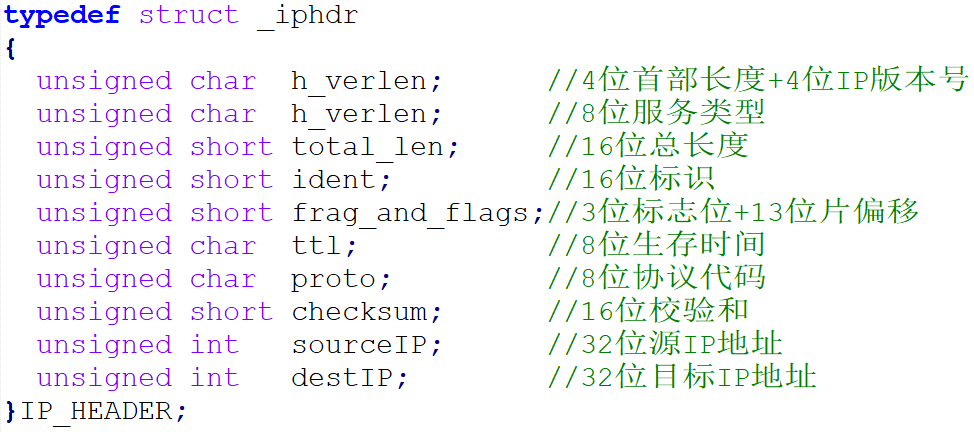 typedef struct _iphdr
{
  unsigned char  h_verlen;      //4位首部长度+4位IP版本号
  unsigned char  h_verlen;      //8位服务类型
  unsigned short total_len;     //16位总长度
  unsigned short ident;         //16位标识
  unsigned short frag_and_flags;//3位标志位+13位片偏移
  unsigned char  ttl;           //8位生存时间
  unsigned char  proto;         //8位协议代码
  unsigned short checksum;      //16位校验和
  unsigned int   sourceIP;      //32位源IP地址
  unsigned int   destIP;        //32位目标IP地址
}IP_HEADER;